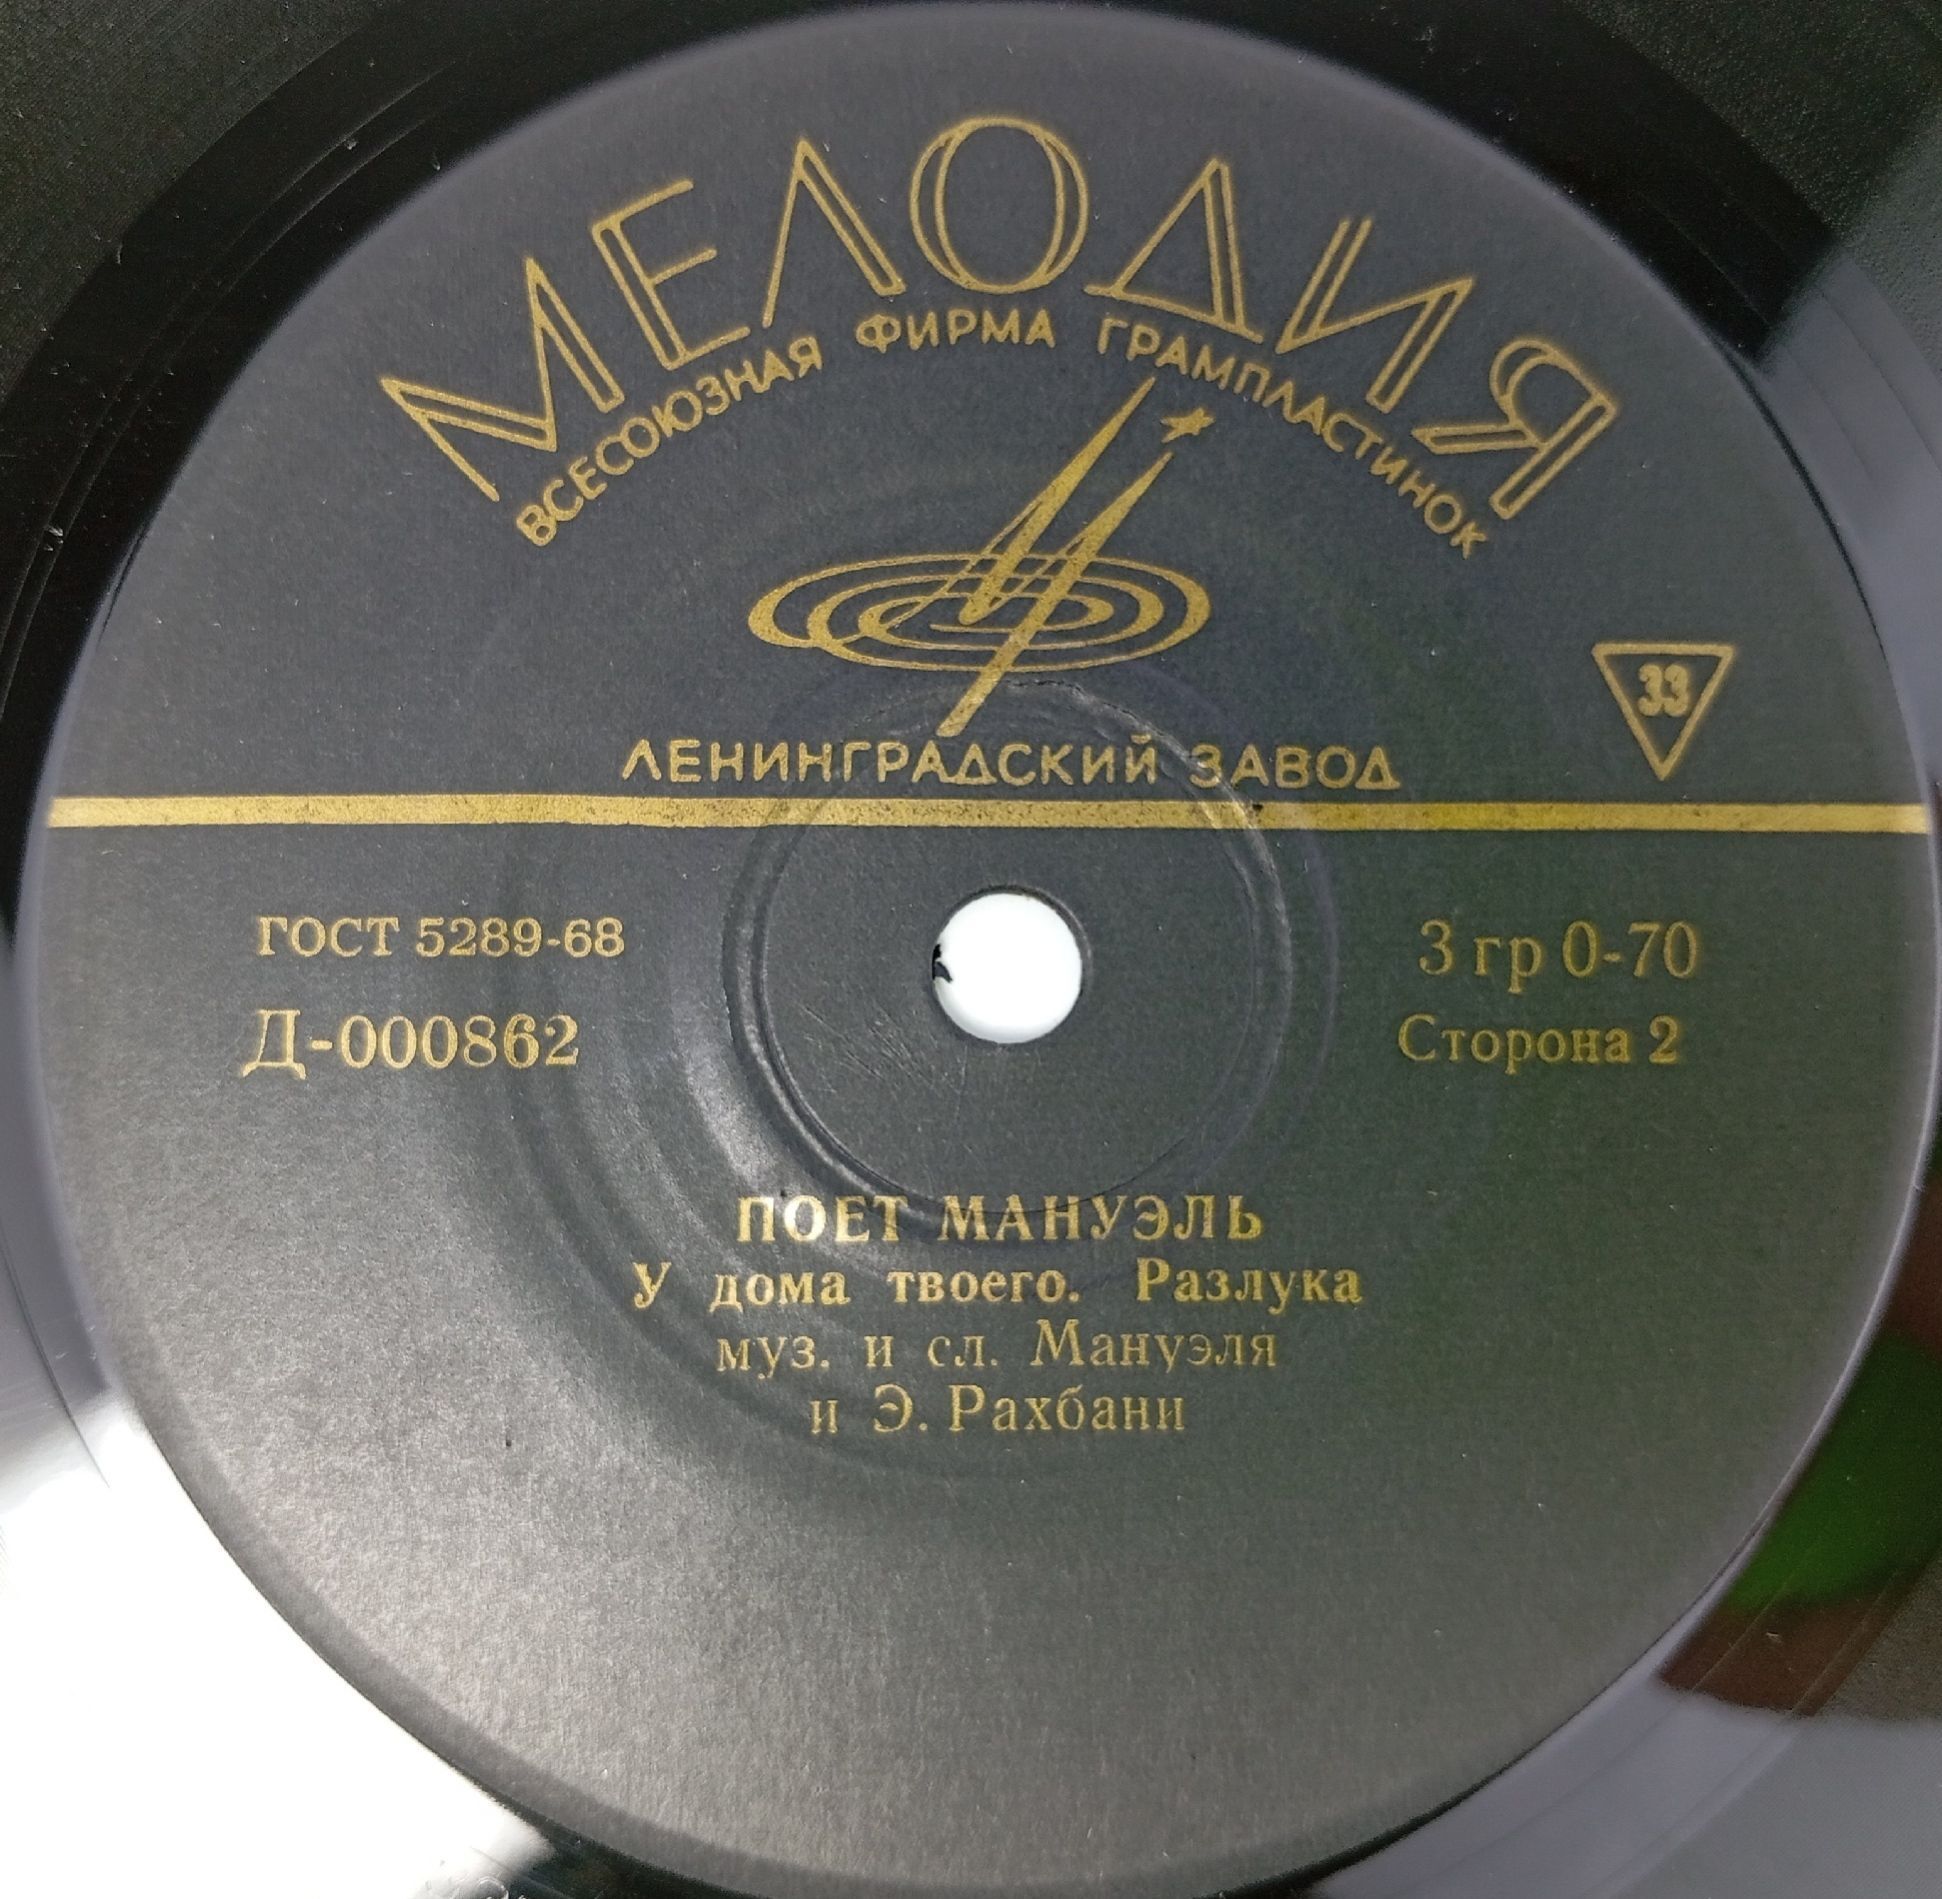 МЕЛОДИЯ
ВСЕСОЮЗНАЯ ФИРМА ГРАМПЛАСТИНОК
33
ЛЕНИНГРАДСКИЙ ЗАВОД
ГОСТ 5289-68
3 гр 0-70
Д-000862
Сторона 2
ПОЕТ МАНУЭЛЬ
У дома твоего. Разлука
муз. и сл. Мануэля
и Э. Рахбани